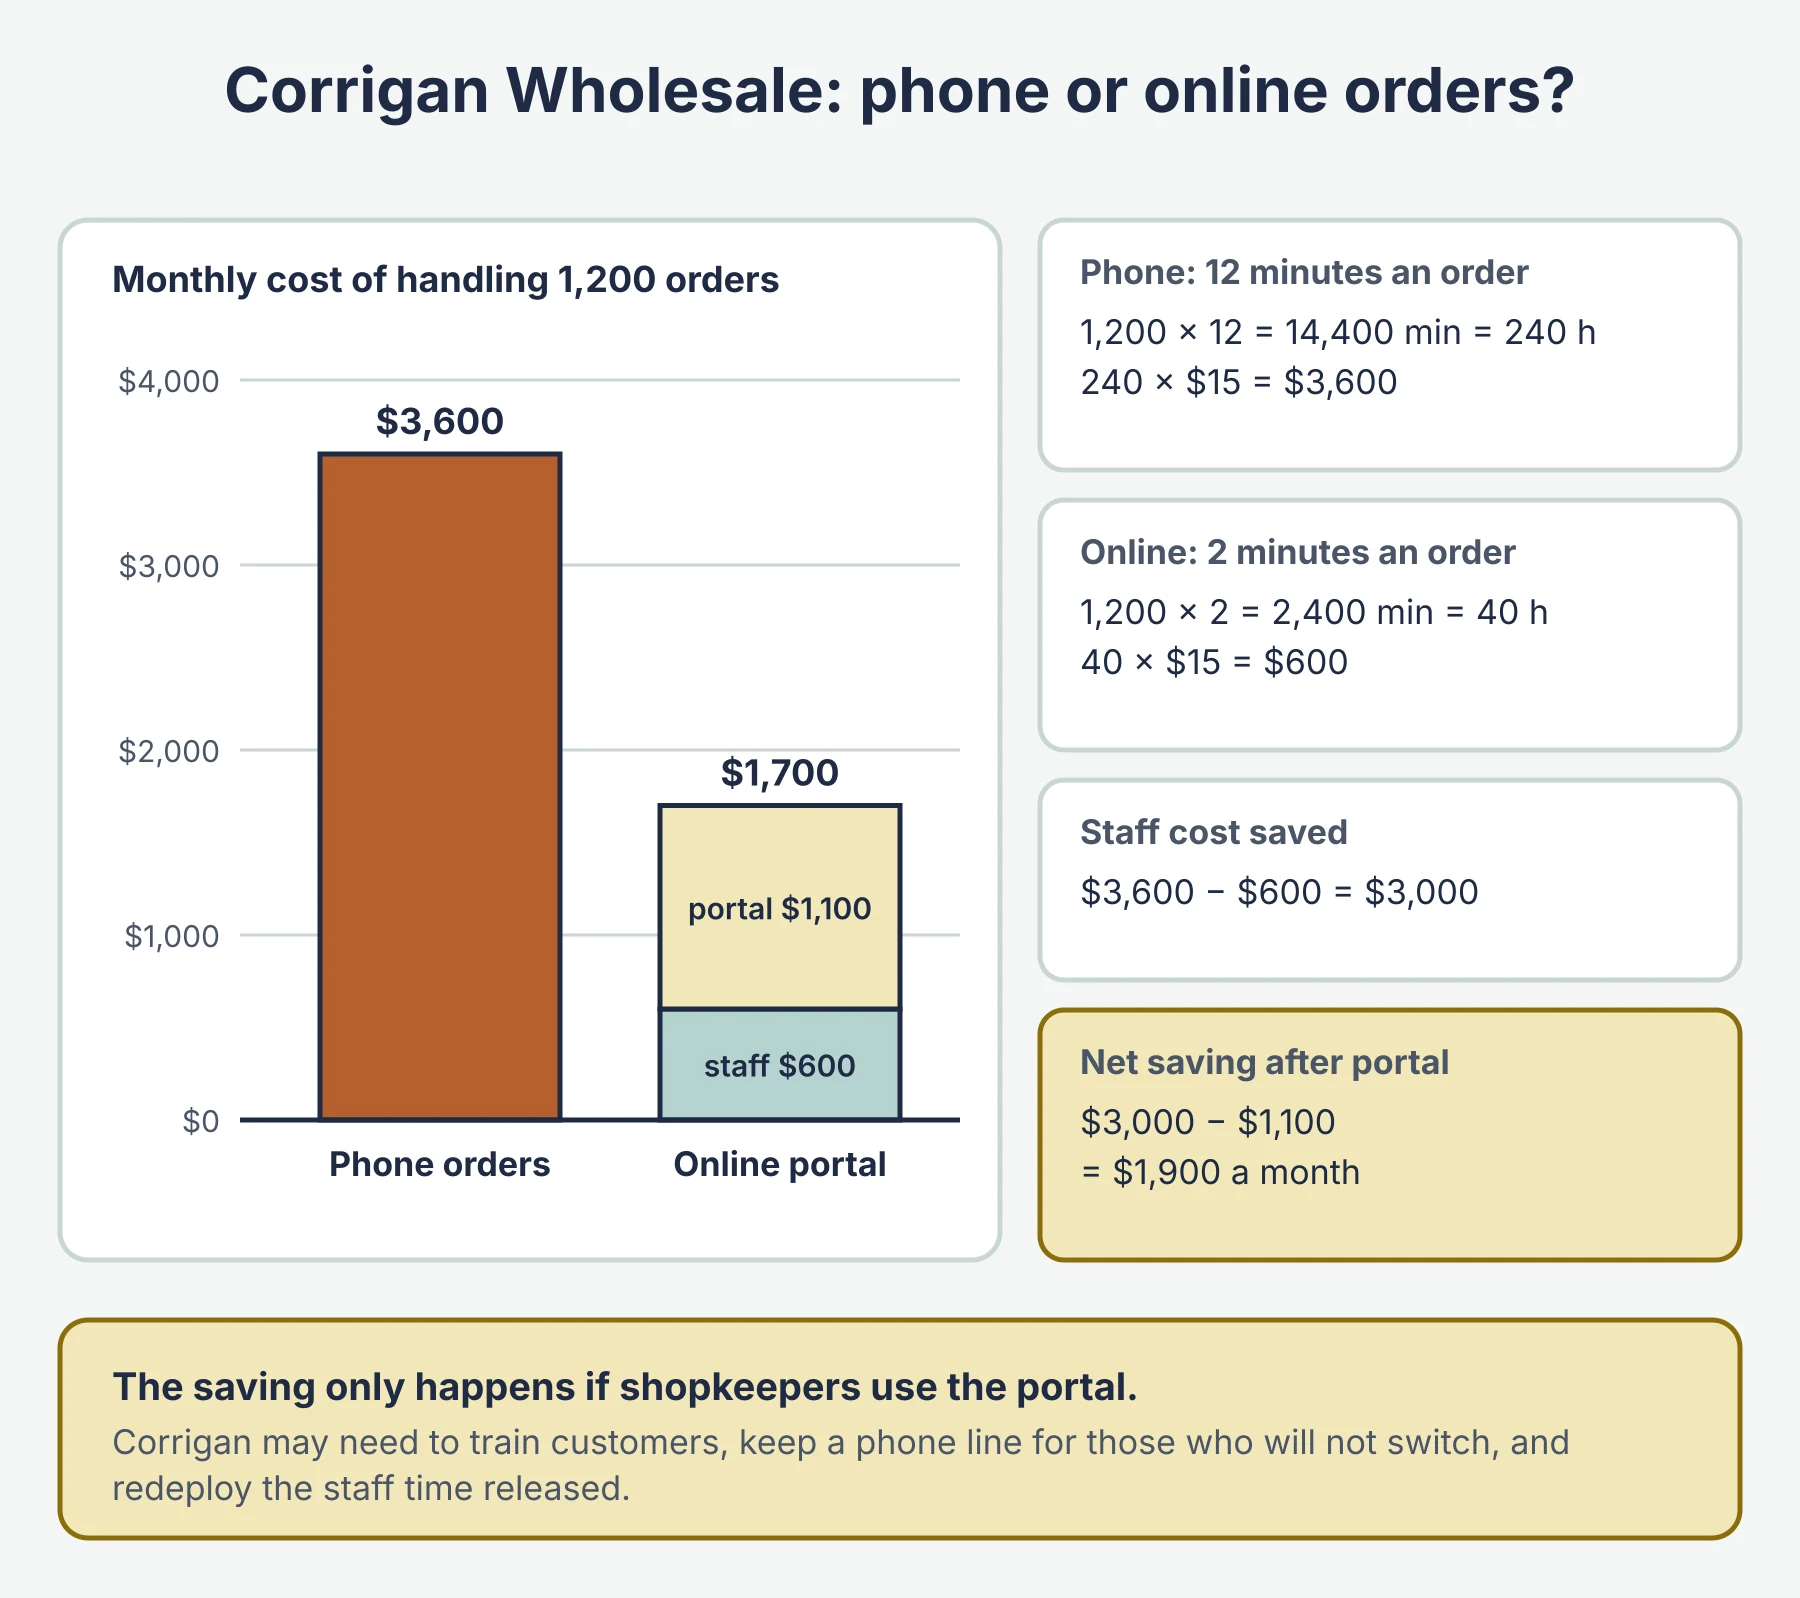 Corrigan Wholesale: phone or online orders?
Monthly cost of handling 1,200 orders
$4,000
$3,600
$3,000
$2,000
$1,700
portal $1,100
$1,000
staff $600
$0
Phone orders
Online portal
Phone: 12 minutes an order
1,200 × 12 = 14,400 min = 240 h
240 × $15 = $3,600
Online: 2 minutes an order
1,200 × 2 = 2,400 min = 40 h
40 × $15 = $600
Staff cost saved
$3,600 − $600 = $3,000
Net saving after portal
$3,000 − $1,100
= $1,900 a month
The saving only happens if shopkeepers use the portal.
Corrigan may need to train customers, keep a phone line for those who will not switch, and
redeploy the staff time released.